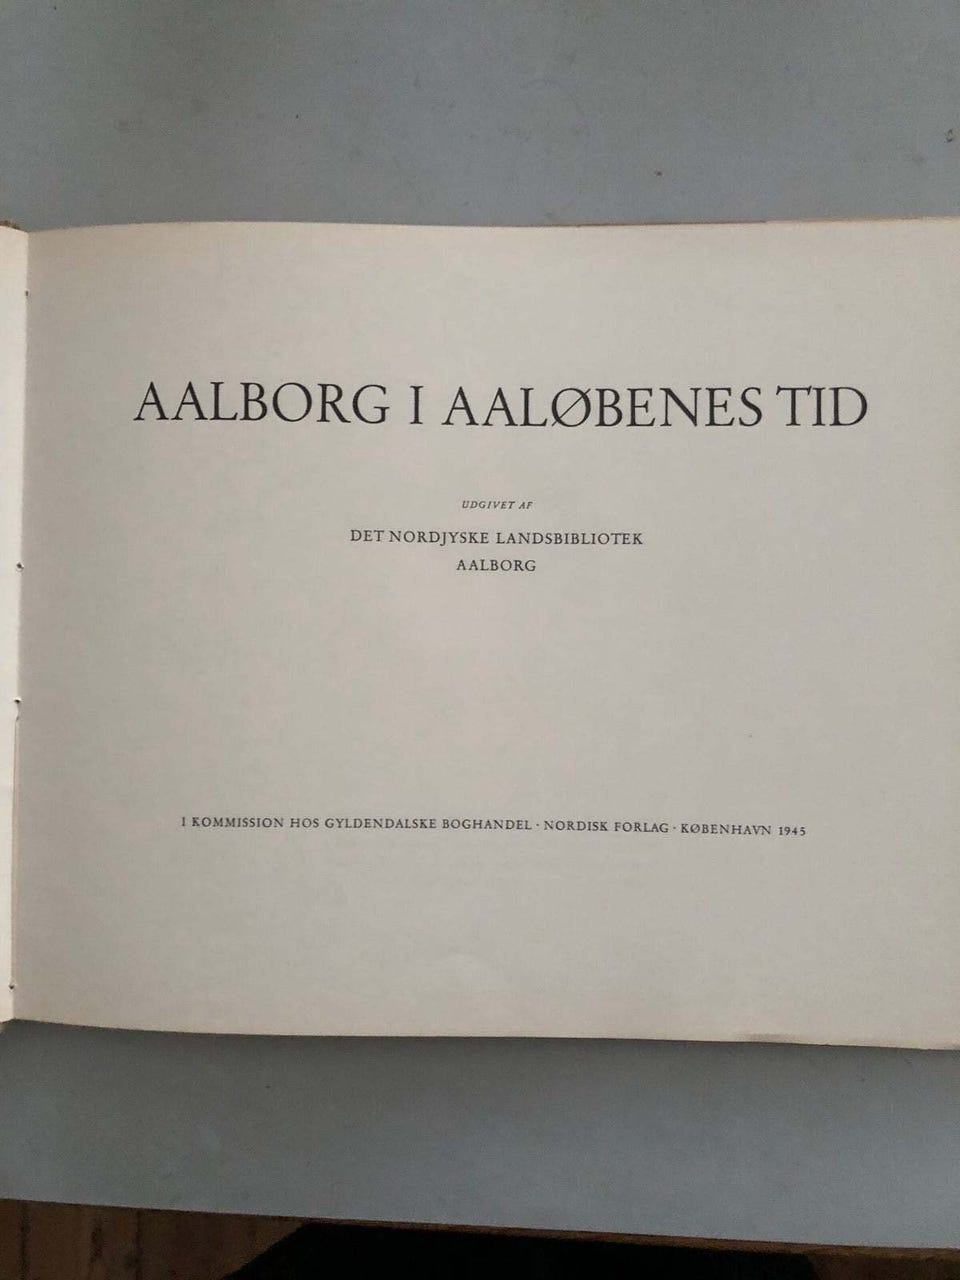 AALBORG I AALØBENES TID
UDGIVET AF
DET NORDJYSKE LANDSBIBLIOTEK
AALBORG
I KOMMISSION HOS GYLDENDALSKE BOGHANDEL · NORDISK FORLAG · KØBENHAVN 1945